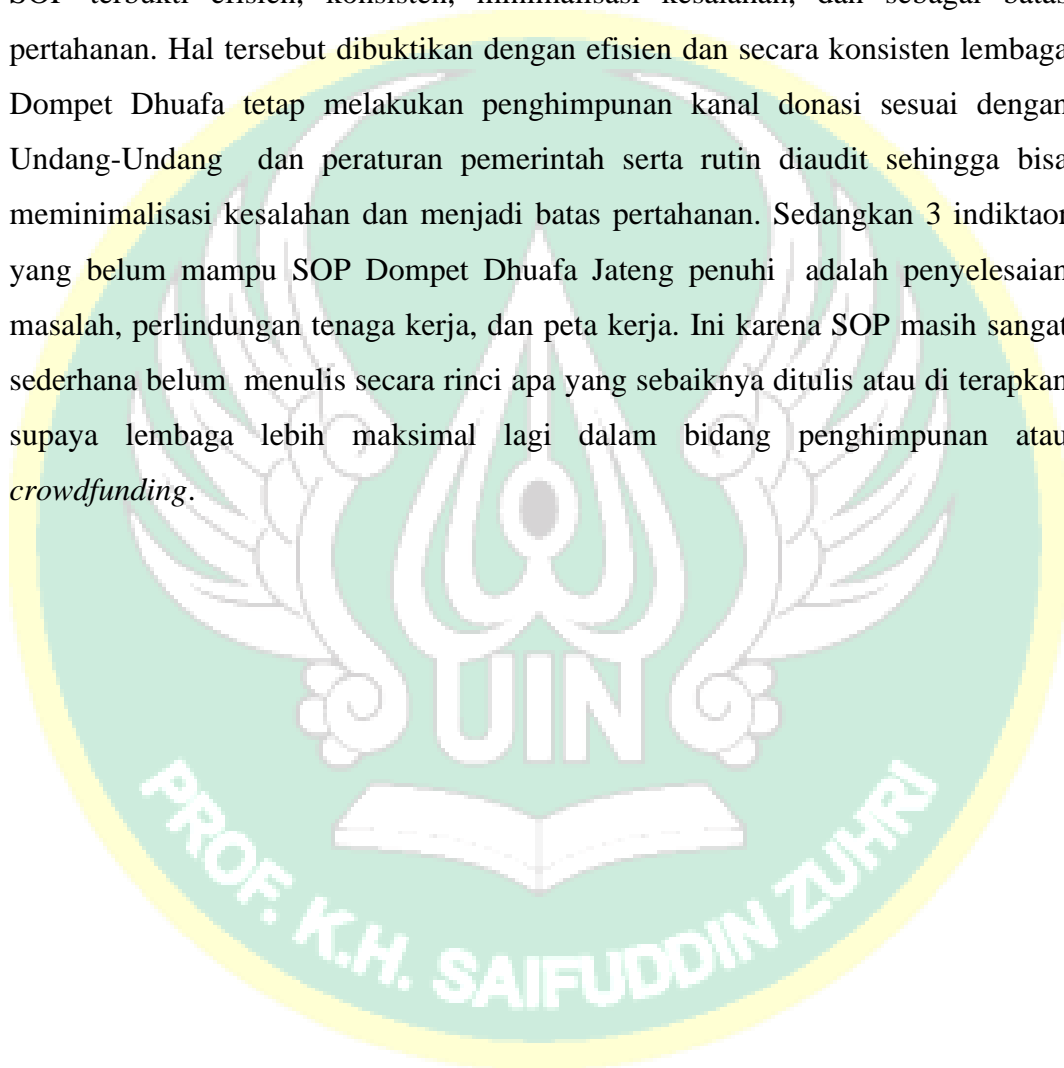 SOP terbukti efisien, konsisten, minimalisasi kesalahan, dan sebagai batas
pertahanan. Hal tersebut dibuktikan dengan efisien dan secara konsisten lembaga
Dompet Dhuafa tetap melakukan penghimpunan kanal donasi sesuai dengan
Undang-Undang dan peraturan pemerintah serta rutin diaudit sehingga bisa
meminimalisasi kesalahan dan menjadi batas pertahanan. Sedangkan 3 indiktaor
yang belum mampu SOP Dompet Dhuafa Jateng penuhi adalah penyelesaian
masalah, perlindungan tenaga kerja, dan peta kerja. Ini karena SOP masih sangat
sederhana belum menulis secara rinci apa yang sebaiknya ditulis atau di terapkan
supaya lembaga lebih maksimal lagi dalam bidang penghimpunan atau
crowdfunding.
UIN
PROF. K.H. SAIFUDDIN ZUHRI